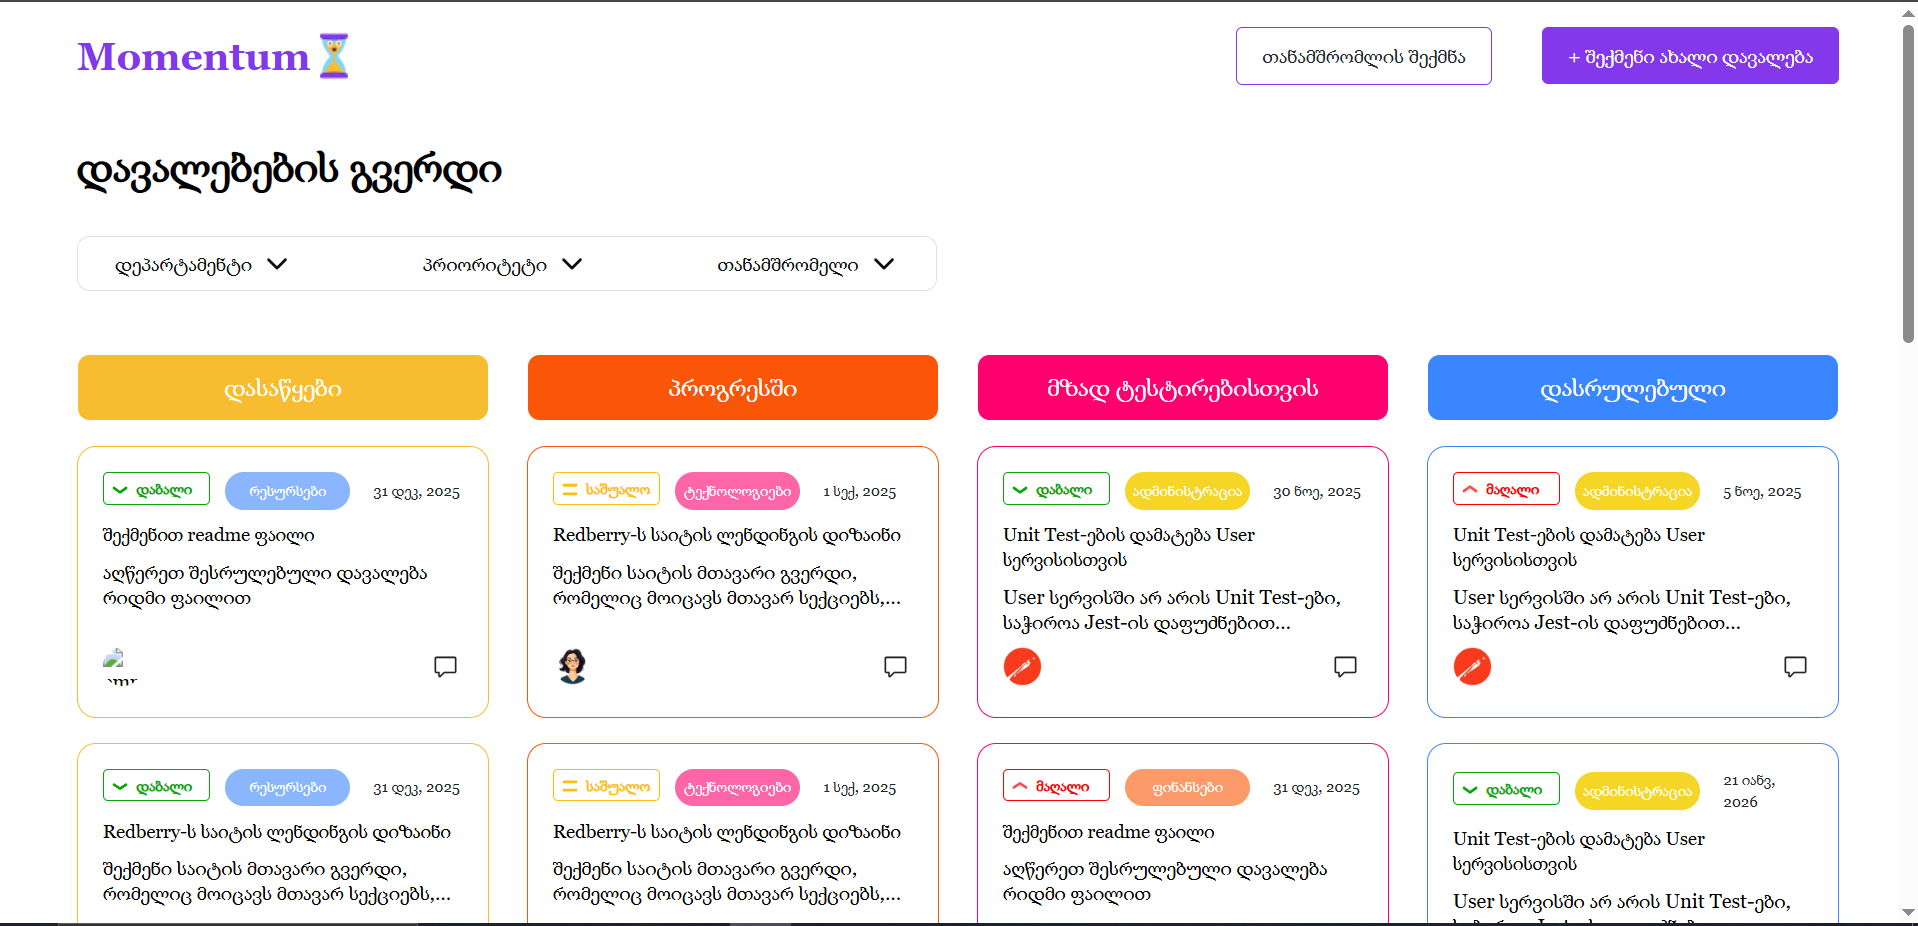 Momentum
თანამშრომლის შექმნა
+ შექმენი ახალი დავალება
დავალებების გვერდი
დეპარტამენტი
პრიორიტეტი
თანამშრომელი
დასაწყები
პროგრესში
მზად ტესტირებისთვის
დასრულებული
დაბალი
რესურსები
31 დეკ, 2025
შექმენით readme ფაილი
აღწერეთ შესრულებული დავალება
რიდმი ფაილით
საშუალო
ტექნოლოგიები
1 სექ, 2025
Redberry-ს საიტის ლენდინგის დიზაინი
შექმენი საიტის მთავარი გვერდი,
რომელიც მოიცავს მთავარ სექციებს,...
დაბალი
ადმინისტრაცია
30 ნოე, 2025
Unit Test-ების დამატება User
სერვისისთვის
User სერვისში არ არის Unit Test-ები,
საჭიროა Jest-ის დაფუძნებით...
მაღალი
ადმინისტრაცია
5 ნოე, 2025
Unit Test-ების დამატება User
სერვისისთვის
User სერვისში არ არის Unit Test-ები,
საჭიროა Jest-ის დაფუძნებით...
დაბალი
რესურსები
31 დეკ, 2025
Redberry-ს საიტის ლენდინგის დიზაინი
შექმენი საიტის მთავარი გვერდი,
რომელიც მოიცავს მთავარ სექციებს,...
საშუალო
ტექნოლოგიები
1 სექ, 2025
Redberry-ს საიტის ლენდინგის დიზაინი
შექმენი საიტის მთავარი გვერდი,
რომელიც მოიცავს მთავარ სექციებს,...
მაღალი
ფინანსები
31 დეკ, 2025
შექმენით readme ფაილი
აღწერეთ შესრულებული დავალება
რიდმი ფაილით
დაბალი
ადმინისტრაცია
21 იანვ,
2026
Unit Test-ების დამატება User
სერვისისთვის
User სერვისში არ არის Unit Test-ები,